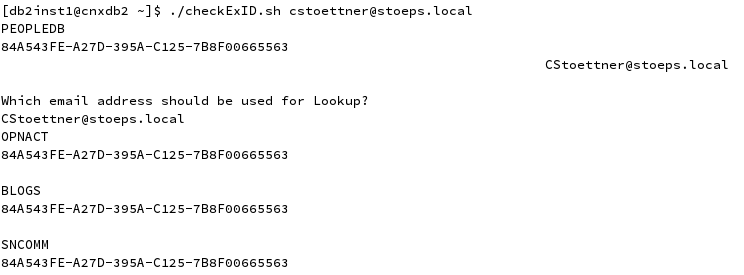 [db2inst1@cnxdb2 ~]$ ./checkExID.sh cstoettner@stoeps.local
PEOPLEDB
84A543FE-A27D-395A-C125-7B8F00665563
CStoettner@stoeps.local
Which email address should be used for Lookup?
CStoettner@stoeps.local
OPNACT
84A543FE-A27D-395A-C125-7B8F00665563
BLOGS
84A543FE-A27D-395A-C125-7B8F00665563
SNCOMM
84A543FE-A27D-395A-C125-7B8F00665563